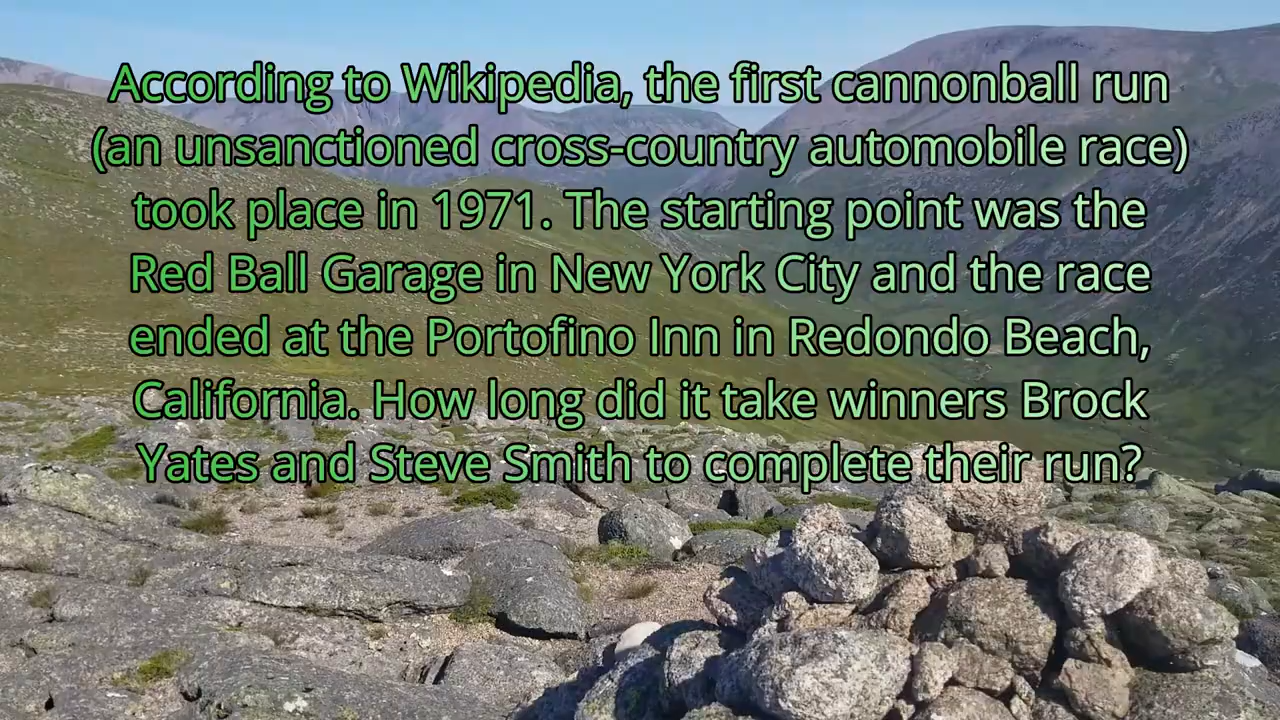 According to Wikipedia, the first cannonball run
(an unsanctioned cross-country automobile race)
took place in 1971. The starting point was the
Red Ball Garage in New York City and the race
ended at the Portofino Inn in Redondo Beach,
California. How long did it take winners Brock
Yates and Steve Smith to complete their run?